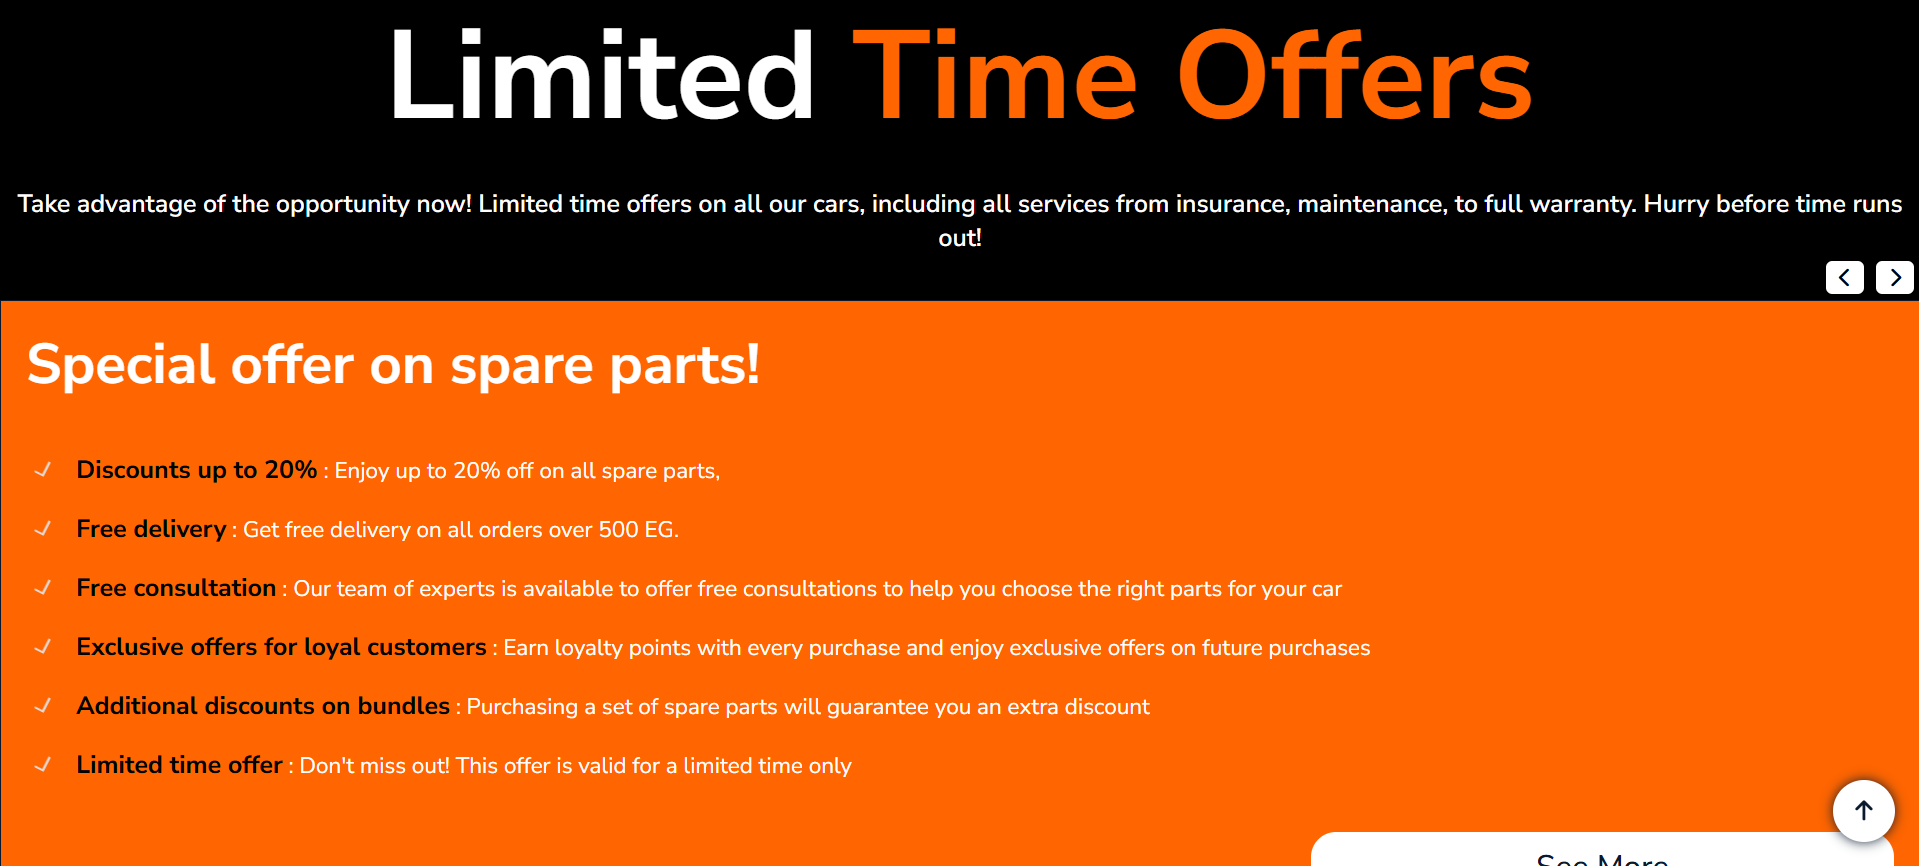 Limited Time Offers
Take advantage of the opportunity now! Limited time offers on all our cars, including all services from insurance, maintenance, to full warranty. Hurry before time runs
out!
Special offer on spare parts!
Discounts up to 20% : Enjoy up to 20% off on all spare parts,
Free delivery : Get free delivery on all orders over 500 EG.
Free consultation : Our team of experts is available to offer free consultations to help you choose the right parts for your car
Exclusive offers for loyal customers : Earn loyalty points with every purchase and enjoy exclusive offers on future purchases
Additional discounts on bundles : Purchasing a set of spare parts will guarantee you an extra discount
Limited time offer : Don't miss out! This offer is valid for a limited time only
See More